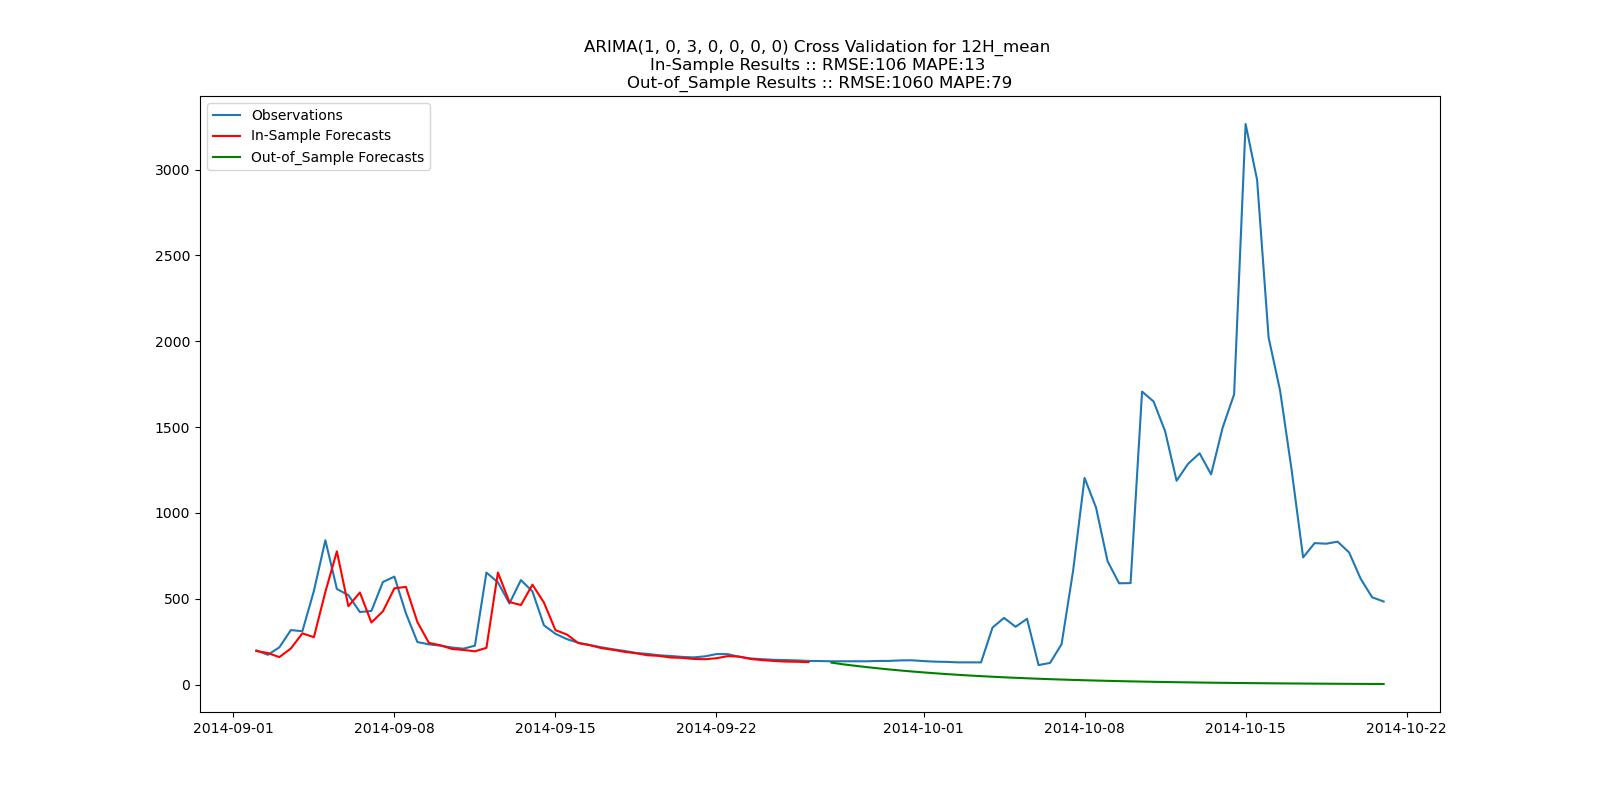 ARIMA(1, 0, 3, 0, 0, 0, 0) Cross Validation for 12H_mean
In-Sample Results :: RMSE:106 MAPE:13
Out-of_Sample Results :: RMSE:1060 MAPE:79
Observations
In-Sample Forecasts
Out-of_Sample Forecasts
3000
2500
2000
1500
1000
500
0
2014-09-01
2014-09-08
2014-09-15
2014-09-22
2014-10-01
2014-10-08
2014-10-15
2014-10-22